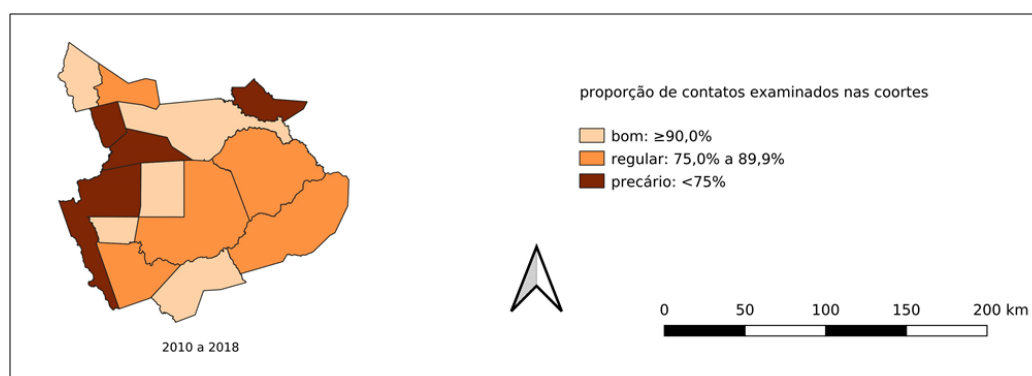 proporção de contatos examinados nas coortes
bom: ≥90,0%
regular: 75,0% a 89,9%
precário: <75%
0 50 100 150 200 km
2010 a 2018